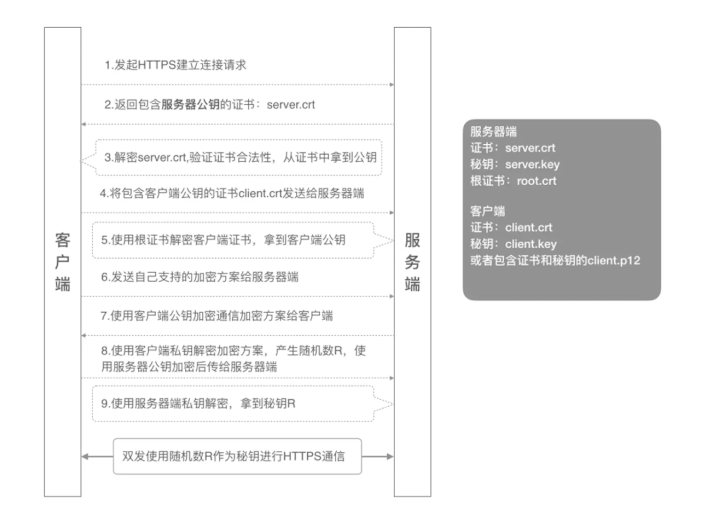 1.发起HTTPS建立连接请求
2.返回包含服务器公钥的证书：server.crt
3.解密server.crt,验证证书合法性，从证书中拿到公钥
4.将包含客户端公钥的证书client.crt发送给服务器端
5.使用根证书解密客户端证书，拿到客户端公钥
6.发送自己支持的加密方案给服务器端
7.使用客户端公钥加密通信加密方案给客户端
8.使用客户端私钥解密加密方案，产生随机数R，使
用服务器公钥加密后传给服务器端
9.使用服务器端私钥解密，拿到秘钥R
双发使用随机数R作为秘钥进行HTTPS通信
客户端
服务端
服务器端
证书：server.crt
秘钥：server.key
根证书：root.crt
客户端
证书：client.crt
秘钥：client.key
或者包含证书和秘钥的client.p12